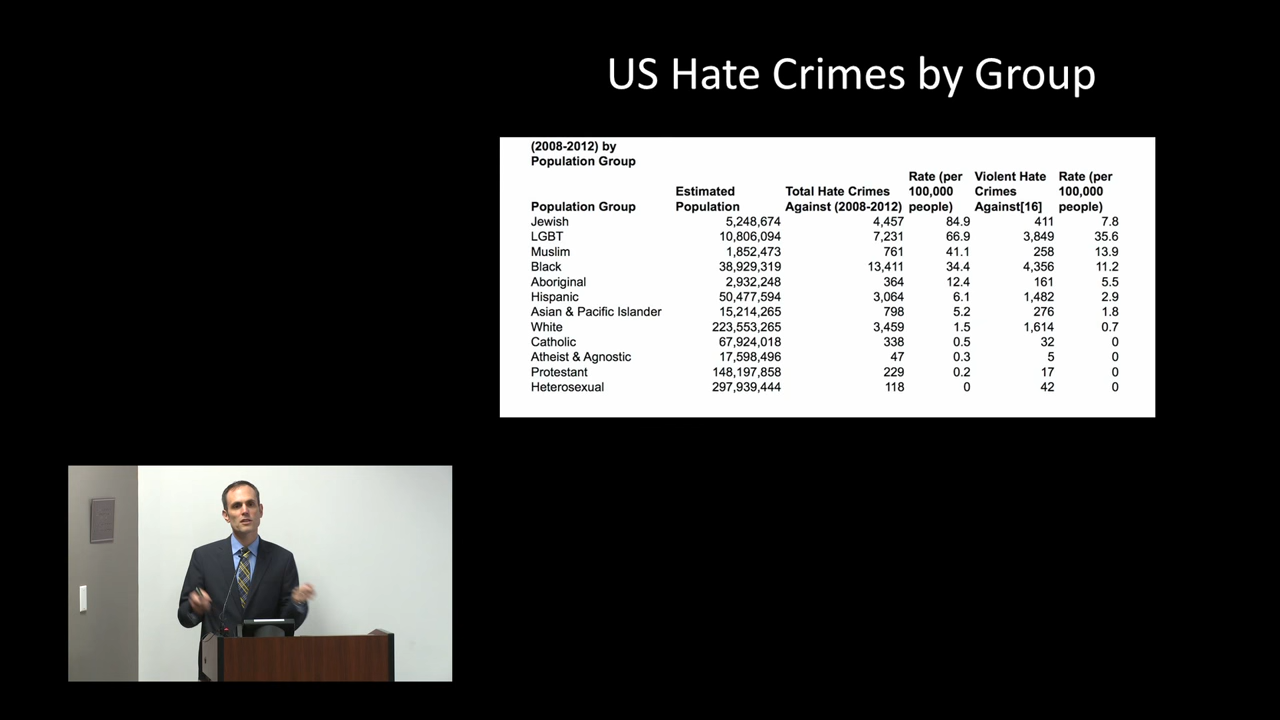 US Hate Crimes by Group
(2008-2012) by
Population Group
Rate (per Violent Hate Rate (per
Estimated Total Hate Crimes 100,000 Crimes 100,000
Population Group Population Against (2008-2012) people) Against[16] people)
Jewish 5,248,674 4,457 84.9 411 7.8
LGBT 10,806,094 7,231 66.9 3,849 35.6
Muslim 1,852,473 761 41.1 258 13.9
Black 38,929,319 13,411 34.4 4,356 11.2
Aboriginal 2,932,248 364 12.4 161 5.5
Hispanic 50,477,594 3,064 6.1 1,482 2.9
Asian & Pacific Islander 15,214,265 798 5.2 276 1.8
White 223,553,265 3,459 1.5 1,614 0.7
Catholic 67,924,018 338 0.5 32 0
Atheist & Agnostic 17,598,496 47 0.3 5 0
Protestant 148,197,858 229 0.2 17 0
Heterosexual 297,939,444 118 0 42 0